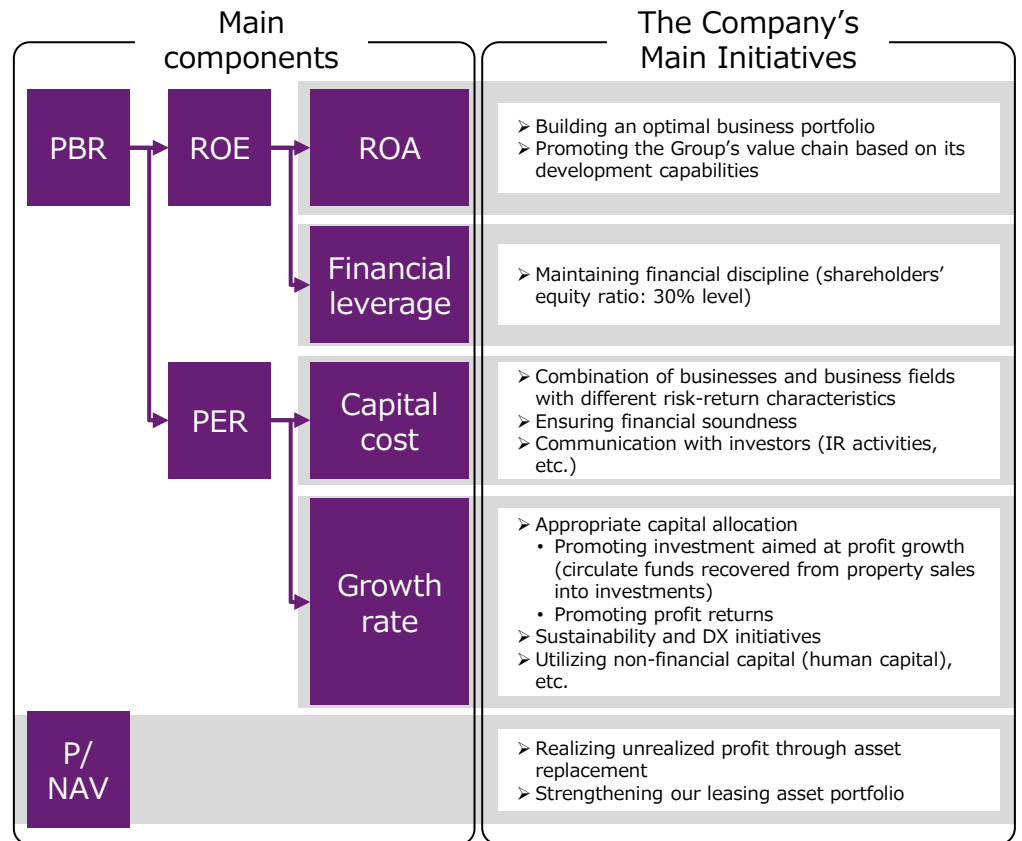 Main
components
The Company's
Main Initiatives
PBR
ROE
ROA
➢ Building an optimal business portfolio
➢ Promoting the Group's value chain based on its
development capabilities
Financial
leverage
➢ Maintaining financial discipline (shareholders'
equity ratio: 30% level)
PER
Capital
cost
➢ Combination of businesses and business fields
with different risk-return characteristics
➢ Ensuring financial soundness
➢ Communication with investors (IR activities,
etc.)
Growth
rate
➢ Appropriate capital allocation
• Promoting investment aimed at profit growth
(circulate funds recovered from property sales
into investments)
• Promoting profit returns
➢ Sustainability and DX initiatives
➢ Utilizing non-financial capital (human capital),
etc.
P/
NAV
➢ Realizing unrealized profit through asset
replacement
➢ Strengthening our leasing asset portfolio